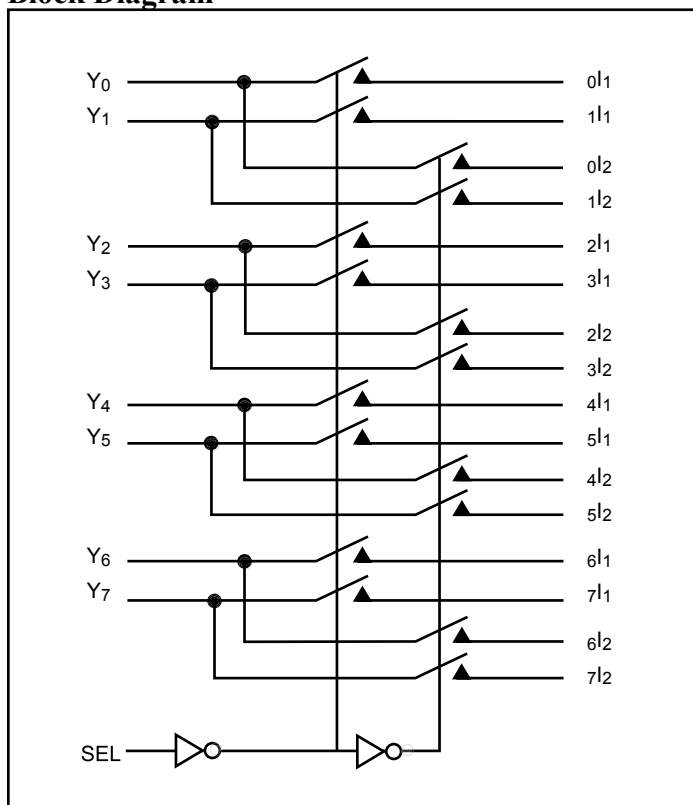 Block Diagram
Y0 0I1
Y1 1I1
0I2
1I2
Y2 2I1
Y3 3I1
2I2
3I2
Y4 4I1
Y5 5I1
4I2
5I2
Y6 6I1
Y7 7I1
6I2
7I2
SEL